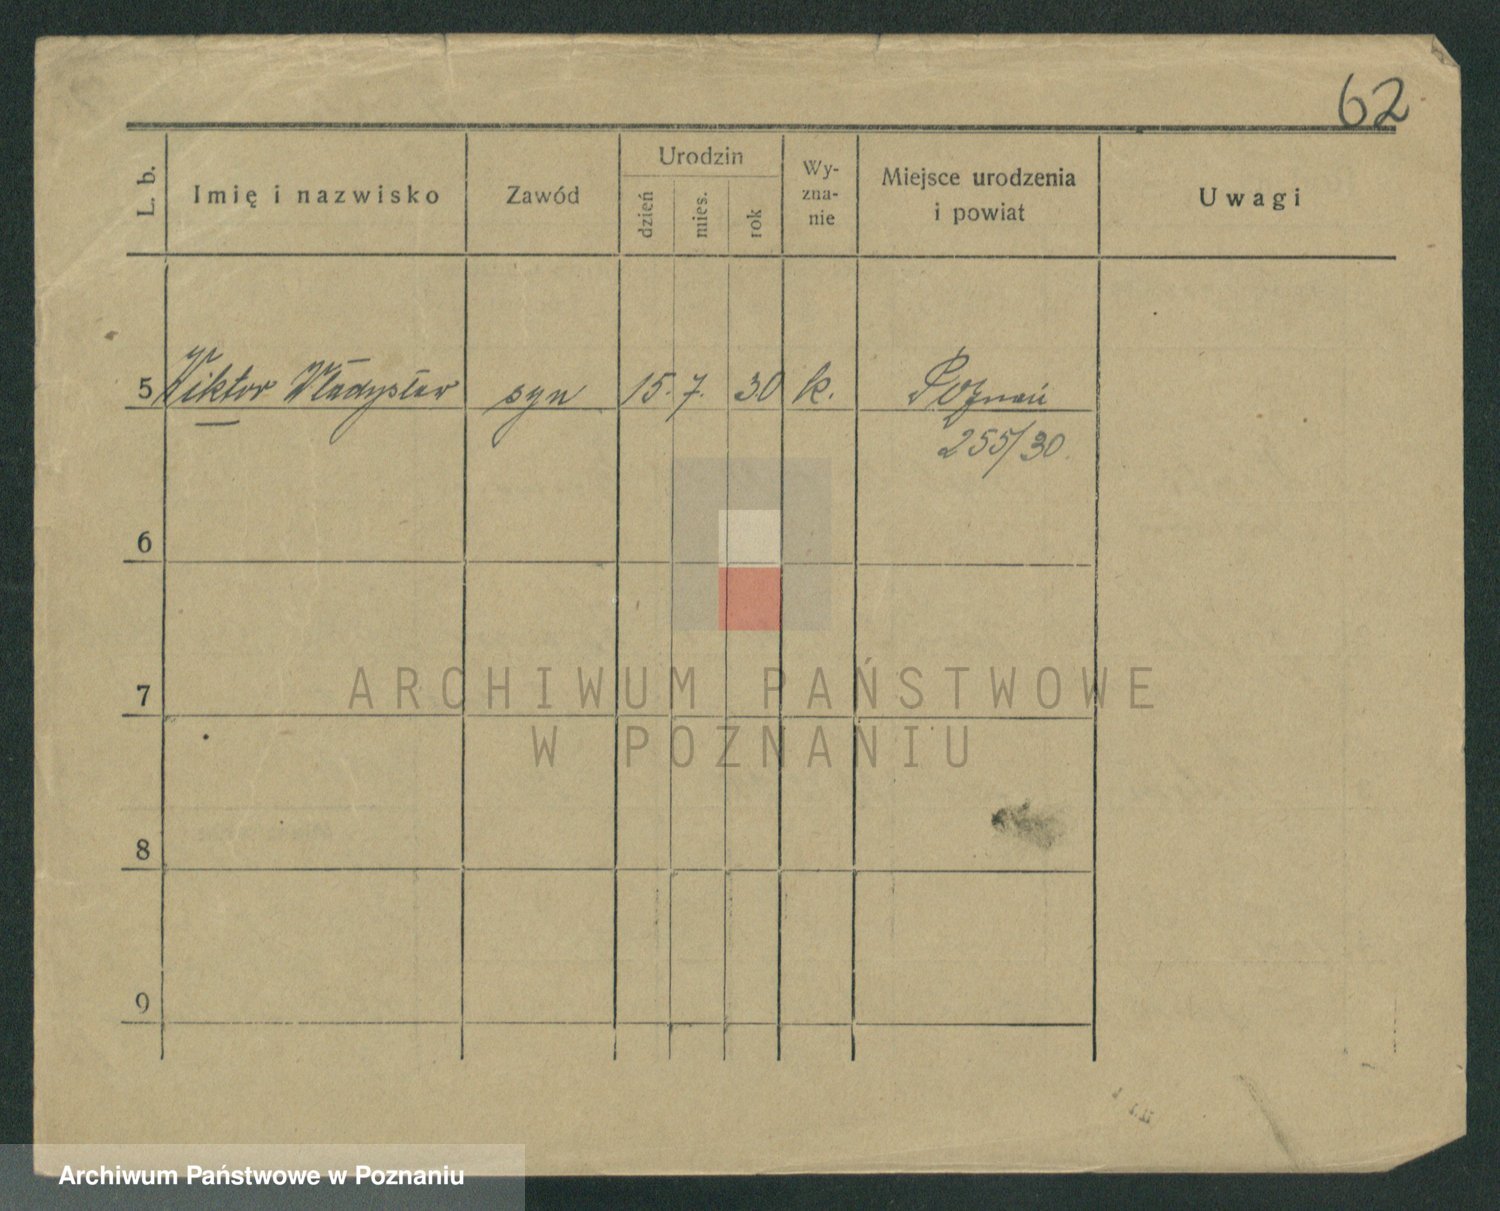 62
L. b.
Imię i nazwisko
Zawód
Urodzin
dzień
mies.
rok
Wy-
zna-
nie
Miejsce urodzenia
i powiat
Uwagi
5 Wiktor Władysław syn 15. 7. 30 k. Poznań
255/30.
6
7
8
9
ARCHIWUM PAŃSTWOWE
W POZNANIU
Archiwum Państwowe w Poznaniu